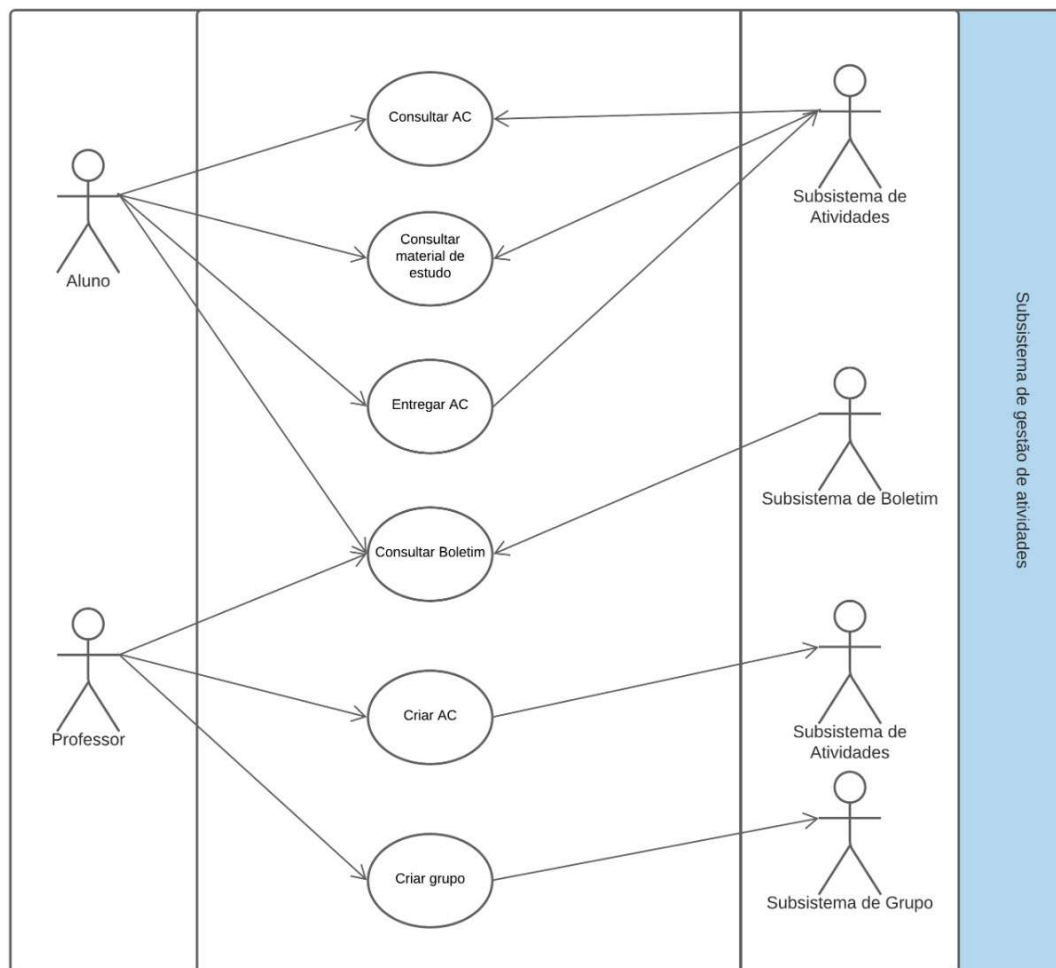 Consultar AC
Subsistema de
Atividades
Consultar
material de
estudo
Aluno
Subsistema de gestão de atividades
Entregar AC
Subsistema de Boletim
Consultar Boletim
Professor
Criar AC
Subsistema de
Atividades
Criar grupo
Subsistema de Grupo